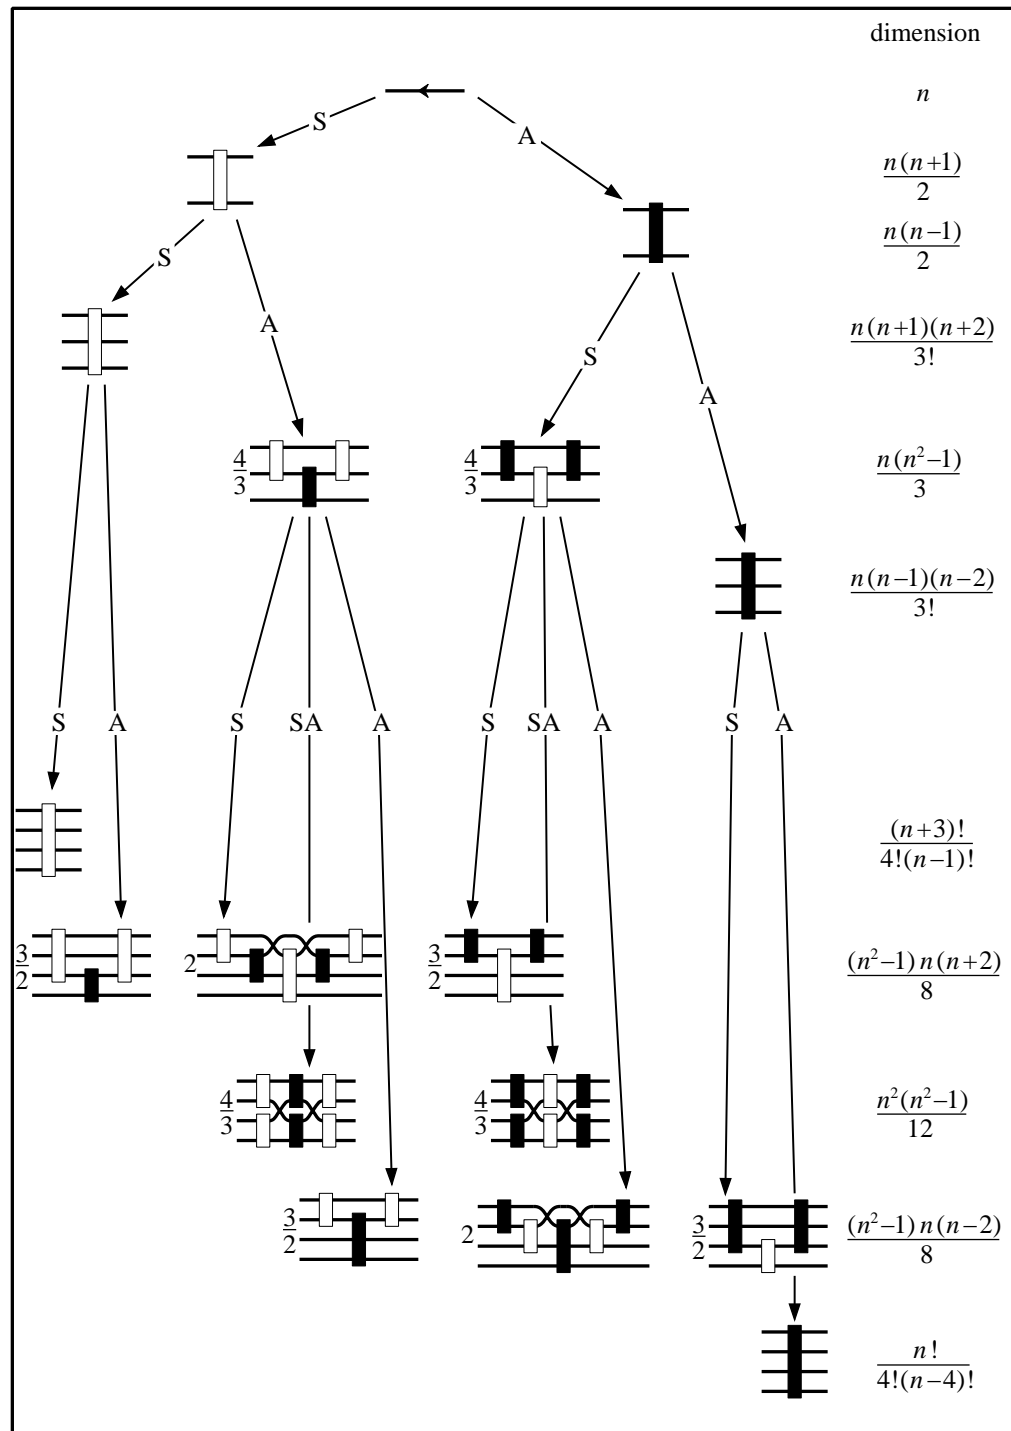 dimension
n
S
A
n(n+1)/2
n(n−1)/2
S
A
n(n+1)(n+2)/3!
S
A
4/3
4/3
n(n²−1)/3
n(n−1)(n−2)/3!
S A S SA A S SA A S A
(n+3)!/4!(n−1)!
3/2
2
3/2
(n²−1)n(n+2)/8
4/3
4/3
n²(n²−1)/12
3/2
2
3/2
(n²−1)n(n−2)/8
n!/4!(n−4)!